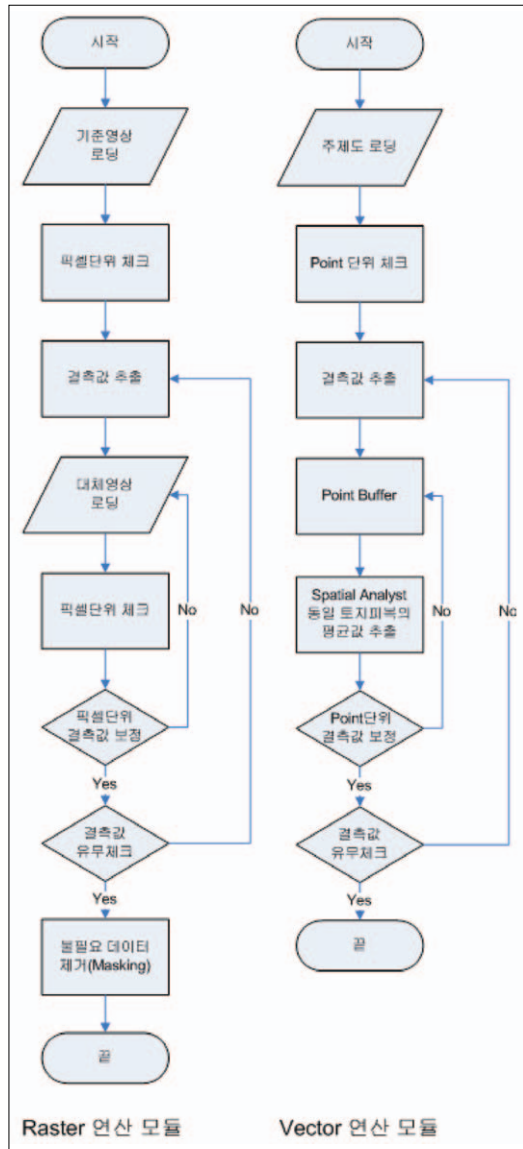 시작
기준영상
로딩
픽셀단위 체크
결측값 추출
대체영상
로딩
픽셀단위 체크
No
No
픽셀단위
결측값 보정
Yes
결측값
유무체크
Yes
불필요 데이터
제거(Masking)
끝
Raster 연산 모듈
시작
주제도 로딩
Point 단위 체크
결측값 추출
Point Buffer
Spatial Analyst
동일 토지피복의
평균값 추출
No
No
Point단위
결측값 보정
Yes
결측값
유무체크
Yes
끝
Vector 연산 모듈